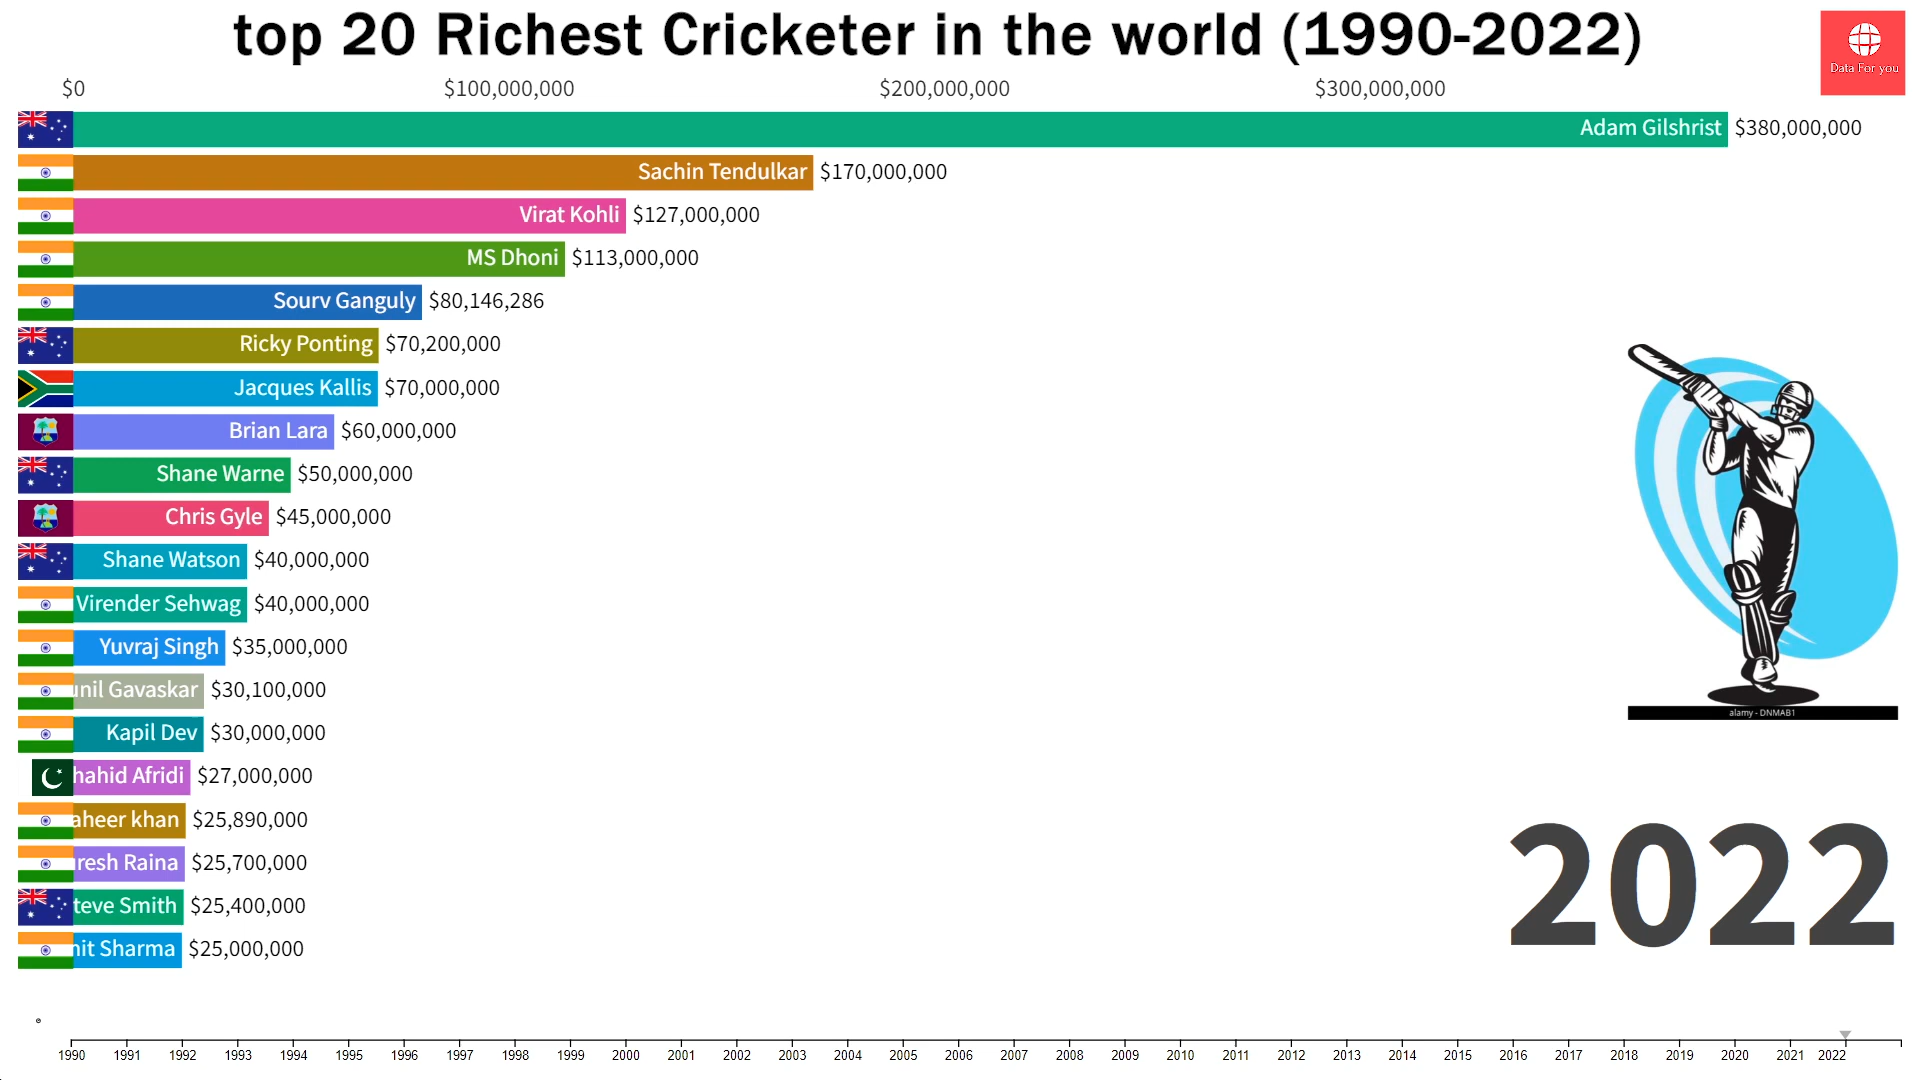 top 20 Richest Cricketer in the world (1990-2022)
Data For you
$0 $100,000,000 $200,000,000 $300,000,000
Adam Gilshrist $380,000,000
Sachin Tendulkar $170,000,000
Virat Kohli $127,000,000
MS Dhoni $113,000,000
Sourv Ganguly $80,146,286
Ricky Ponting $70,200,000
Jacques Kallis $70,000,000
Brian Lara $60,000,000
Shane Warne $50,000,000
Chris Gyle $45,000,000
Shane Watson $40,000,000
Virender Sehwag $40,000,000
Yuvraj Singh $35,000,000
unil Gavaskar $30,100,000
Kapil Dev $30,000,000
hahid Afridi $27,000,000
aheer khan $25,890,000
resh Raina $25,700,000
teve Smith $25,400,000
hit Sharma $25,000,000
alamy - DNMAB1
2022
1990 1991 1992 1993 1994 1995 1996 1997 1998 1999 2000 2001 2002 2003 2004 2005 2006 2007 2008 2009 2010 2011 2012 2013 2014 2015 2016 2017 2018 2019 2020 2021 2022